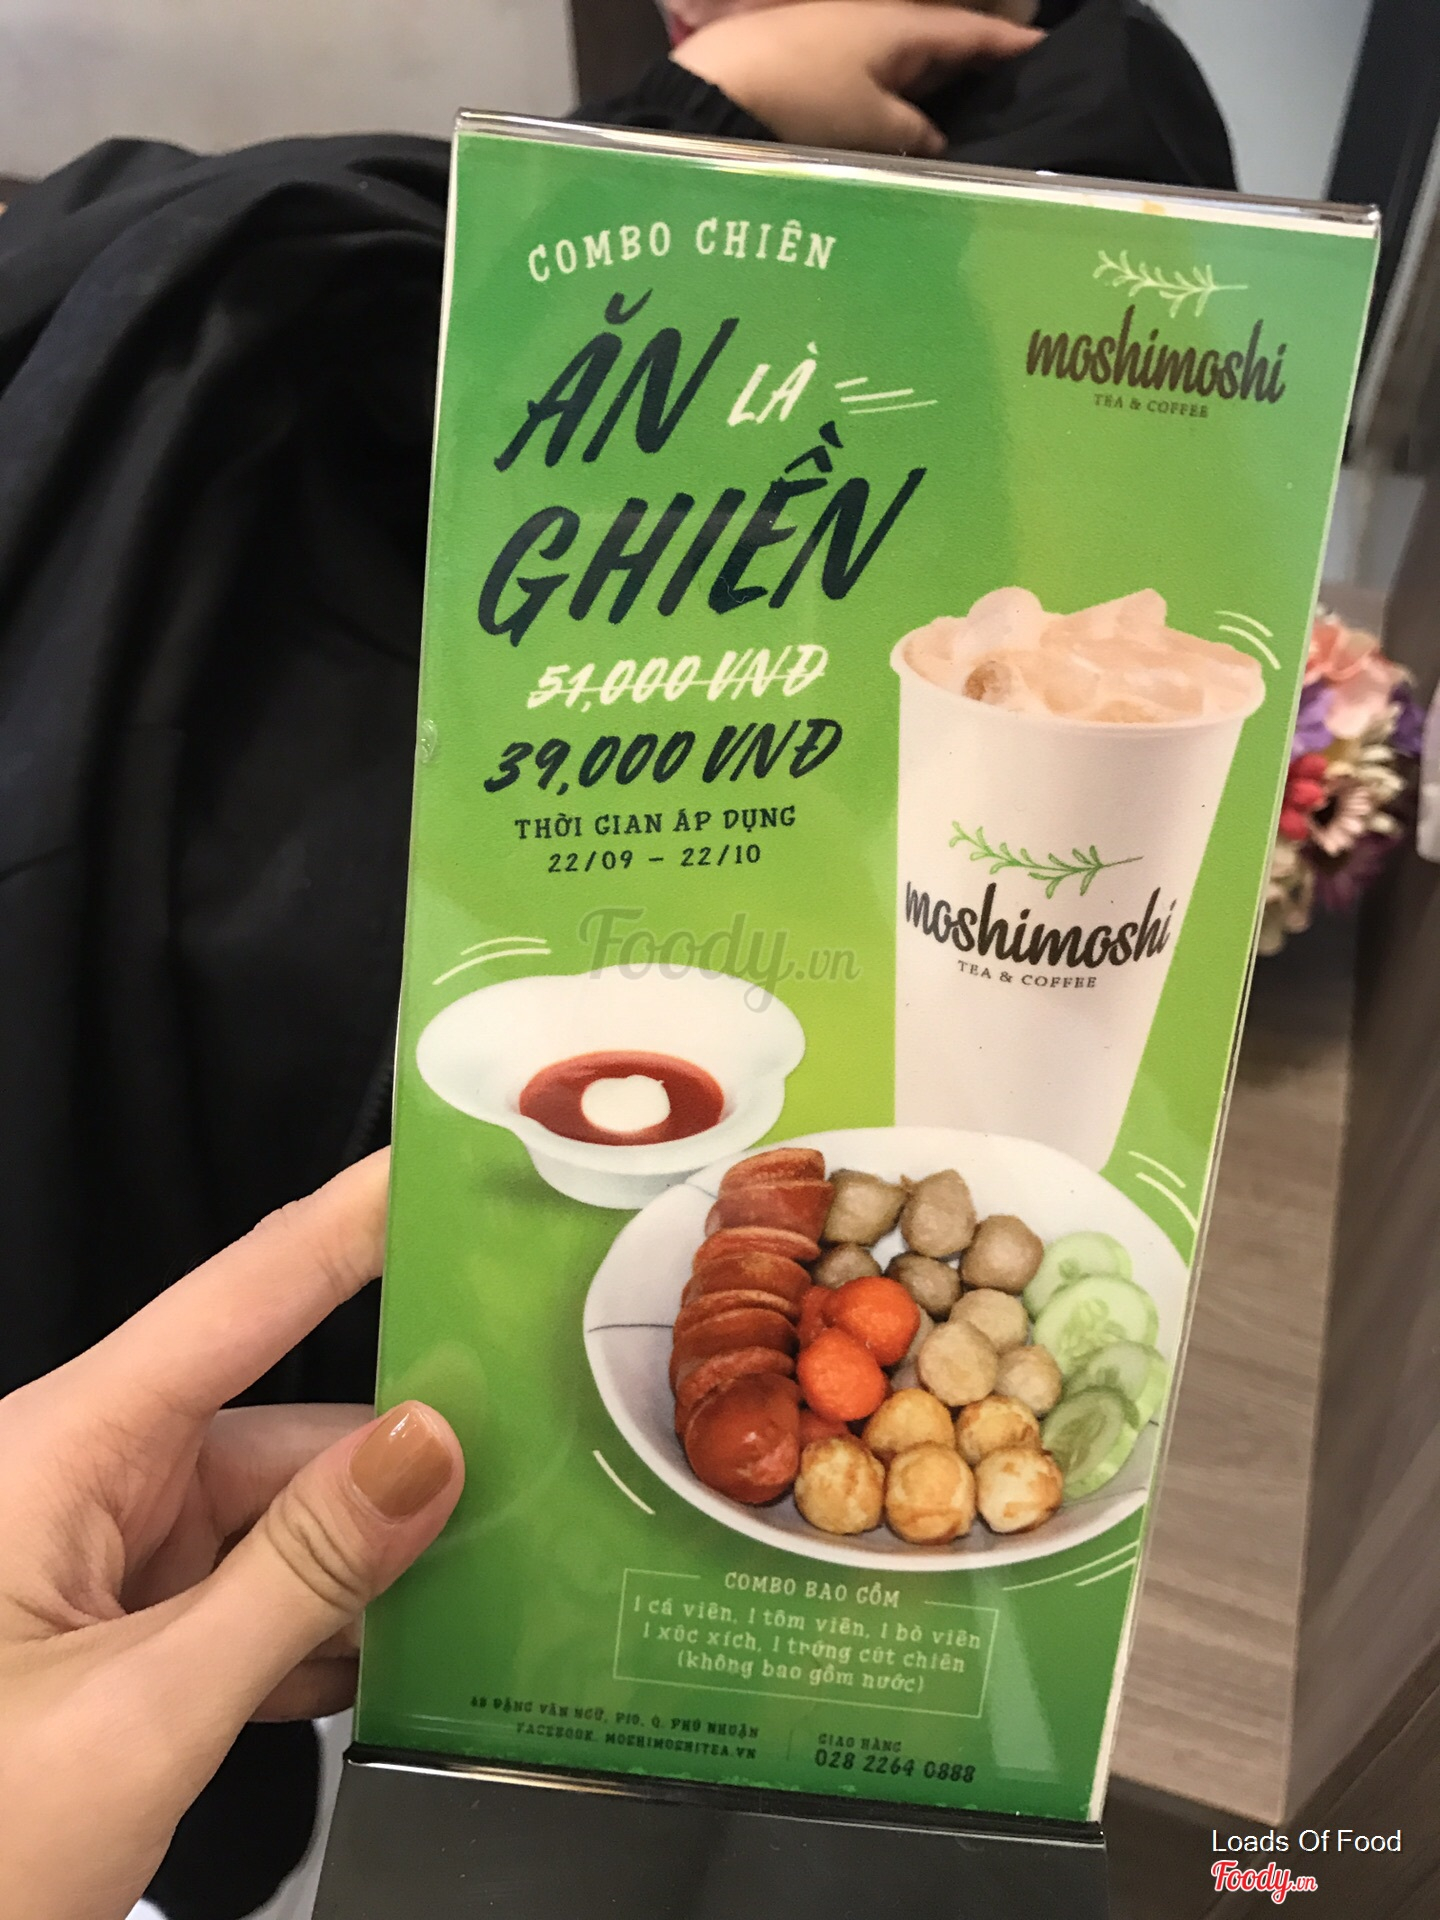 COMBO CHIÊN
moshimoshi
TEA & COFFEE
ĂN LÀ
GHIỀN
51,000 VNĐ
39,000 VNĐ
THỜI GIAN ÁP DỤNG
22/09 – 22/10
moshimoshi
TEA & COFFEE
Foody.vn
COMBO BAO GỒM
1 cá viên, 1 tôm viên, 1 bò viên
1 xúc xích, 1 trứng cút chiên
(không bao gồm nước)
ĐẶNG VĂN NGỮ, P10, Q. PHÚ NHUẬN
FACEBOOK. MOSHIMOSHITEA.VN
GIAO HÀNG
028 2264 0888
Loads Of Food
Foody.vn